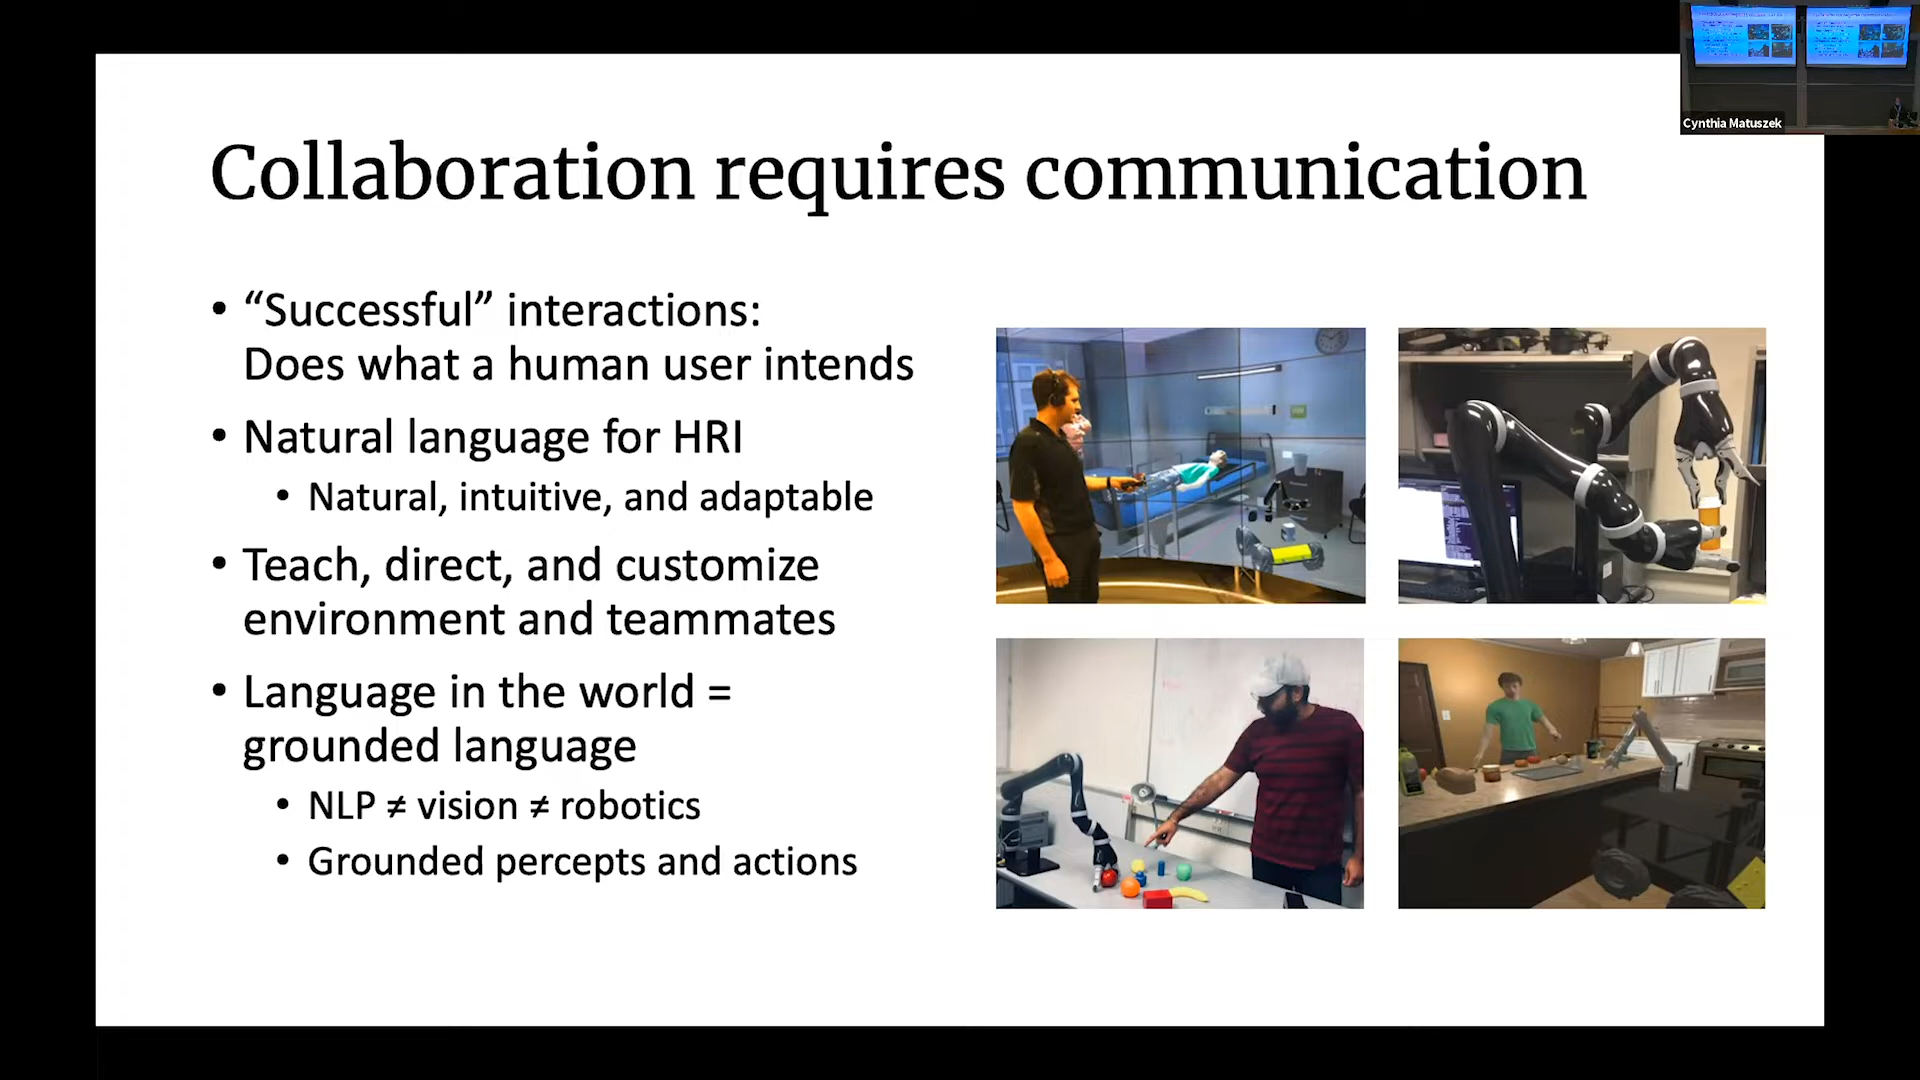 Cynthia Matuszek
Collaboration requires communication
• “Successful” interactions:
Does what a human user intends
• Natural language for HRI
• Natural, intuitive, and adaptable
• Teach, direct, and customize
environment and teammates
• Language in the world =
grounded language
• NLP ≠ vision ≠ robotics
• Grounded percepts and actions